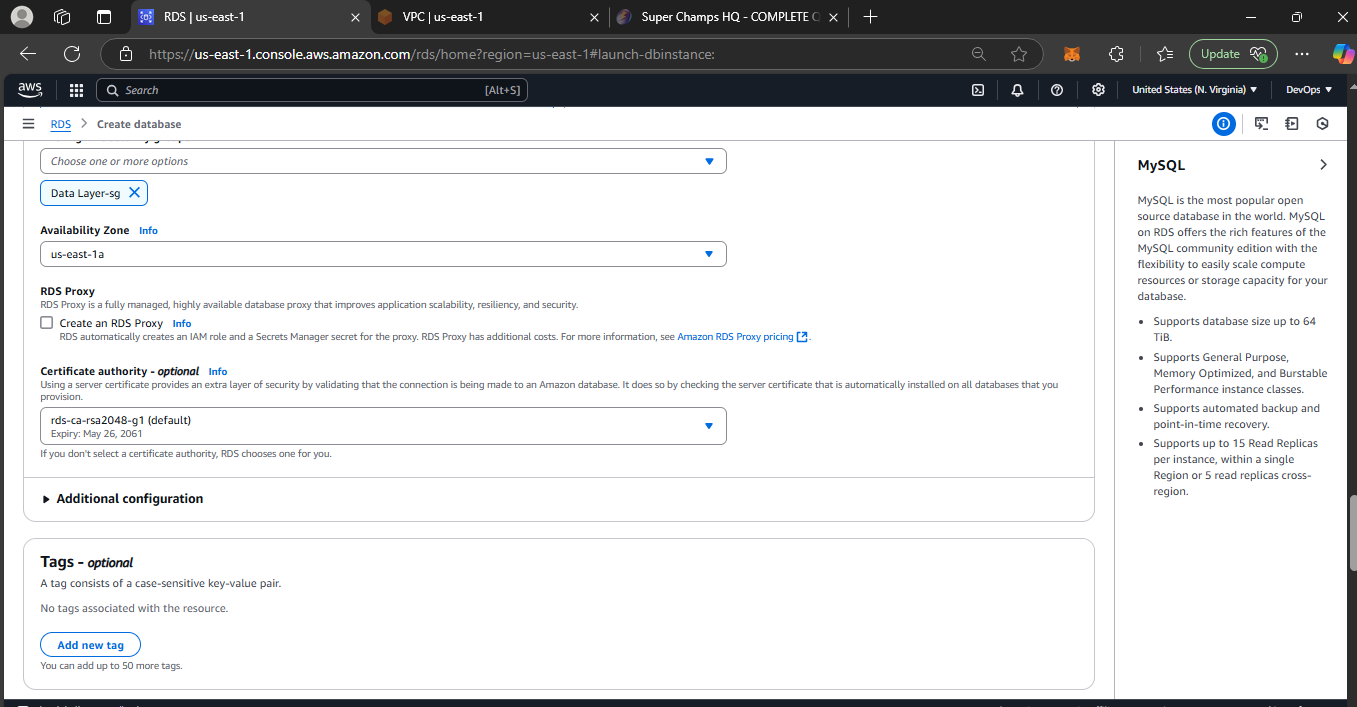 RDS | us-east-1
VPC | us-east-1
Super Champs HQ - COMPLETE
https://us-east-1.console.aws.amazon.com/rds/home?region=us-east-1#launch-dbinstance:
Update
aws
Search
[Alt+S]
United States (N. Virginia)
DevOps
RDS
Create database
Choose one or more options
Data Layer-sg
Availability Zone Info
us-east-1a
RDS Proxy
RDS Proxy is a fully managed, highly available database proxy that improves application scalability, resiliency, and security.
Create an RDS Proxy Info
RDS automatically creates an IAM role and a Secrets Manager secret for the proxy. RDS Proxy has additional costs. For more information, see Amazon RDS Proxy pricing.
Certificate authority - optional Info
Using a server certificate provides an extra layer of security by validating that the connection is being made to an Amazon database. It does so by checking the server certificate that is automatically installed on all databases that you
provision.
rds-ca-rsa2048-g1 (default)
Expiry: May 26, 2061
If you don't select a certificate authority, RDS chooses one for you.
Additional configuration
Tags - optional
A tag consists of a case-sensitive key-value pair.
No tags associated with the resource.
Add new tag
You can add up to 50 more tags.
MySQL
MySQL is the most popular open
source database in the world. MySQL
on RDS offers the rich features of the
MySQL community edition with the
flexibility to easily scale compute
resources or storage capacity for your
database.
• Supports database size up to 64
TiB.
• Supports General Purpose,
Memory Optimized, and Burstable
Performance instance classes.
• Supports automated backup and
point-in-time recovery.
• Supports up to 15 Read Replicas
per instance, within a single
Region or 5 read replicas cross-
region.